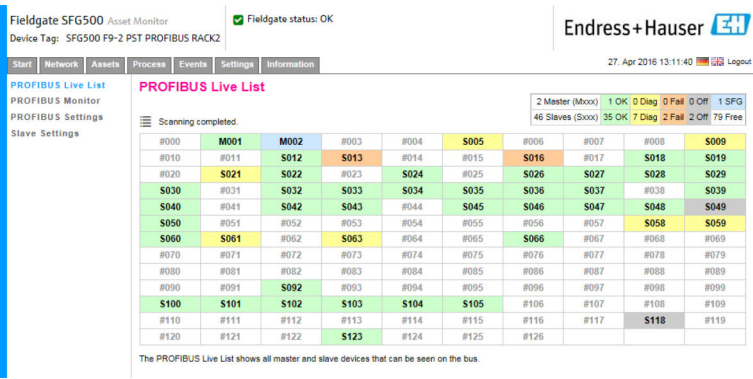 Fieldgate SFG500 Asset Monitor
Device Tag: SFG500 F9-2 PST PROFIBUS RACK2
Fieldgate status: OK
Endress+Hauser EH
Start Network Assets Process Events Settings Information
27. Apr 2016 13:11:40 Logout
PROFIBUS Live List
PROFIBUS Monitor
PROFIBUS Settings
Slave Settings
PROFIBUS Live List
2 Master (Mxxx) 1 OK 0 Diag 0 Fail 0 Off 1 SFG
46 Slaves (Sxxx) 35 OK 7 Diag 2 Fail 2 Off 79 Free
Scanning completed.
#000 M001 M002 #003 #004 S005 #006 #007 #008 S009
#010 #011 S012 S013 #014 #015 S016 #017 S018 S019
#020 S021 S022 #023 S024 #025 S026 S027 S028 S029
S030 #031 S032 S033 S034 S035 S036 S037 #038 S039
S040 #041 S042 S043 #044 S045 S046 S047 S048 S049
S050 #051 #052 #053 #054 #055 #056 #057 S058 S059
S060 S061 #062 S063 #064 #065 S066 #067 #068 #069
#070 #071 #072 #073 #074 #075 #076 #077 #078 #079
#080 #081 #082 #083 #084 #085 #086 #087 #088 #089
#090 #091 S092 #093 #094 #095 #096 #097 #098 #099
S100 S101 S102 S103 S104 S105 #106 #107 #108 #109
#110 #111 #112 #113 #114 #115 #116 #117 S118 #119
#120 #121 #122 S123 #124 #125 #126
The PROFIBUS Live List shows all master and slave devices that can be seen on the bus.